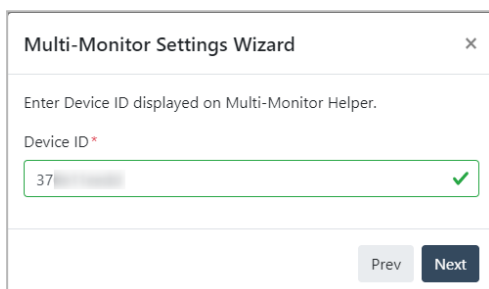 Multi-Monitor Settings Wizard ×
Enter Device ID displayed on Multi-Monitor Helper.
Device ID*
37
Prev Next